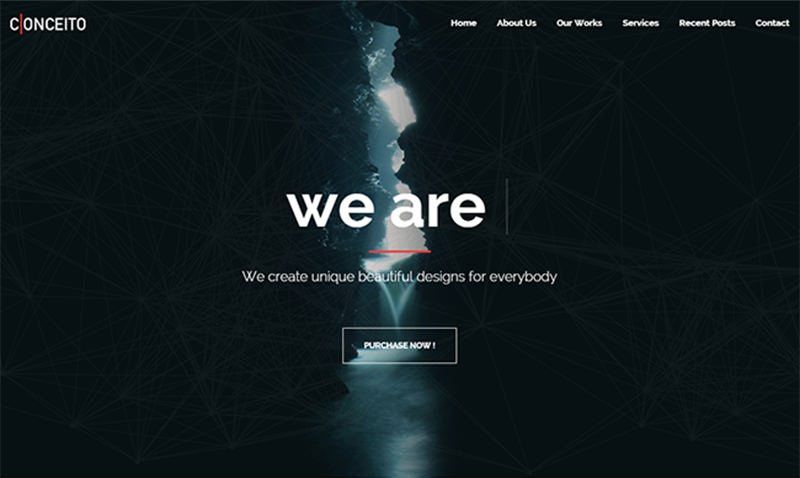 C|ONCEITO
Home About Us Our Works Services Recent Posts Contact
we are
We create unique beautiful designs for everybody
PURCHASE NOW !